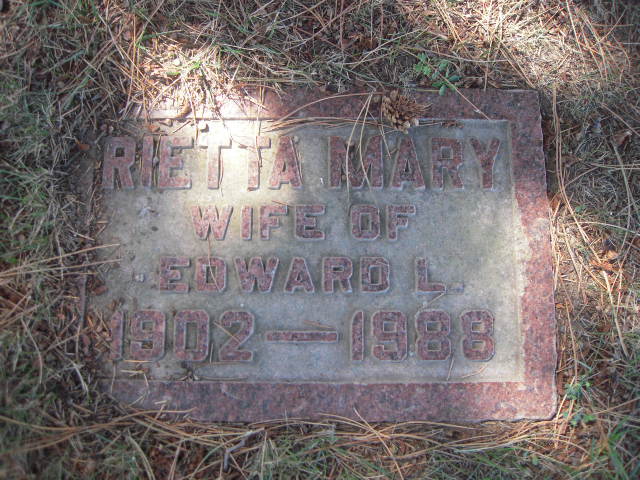 RIETTA MARY
WIFE OF
EDWARD L.
1902—1988